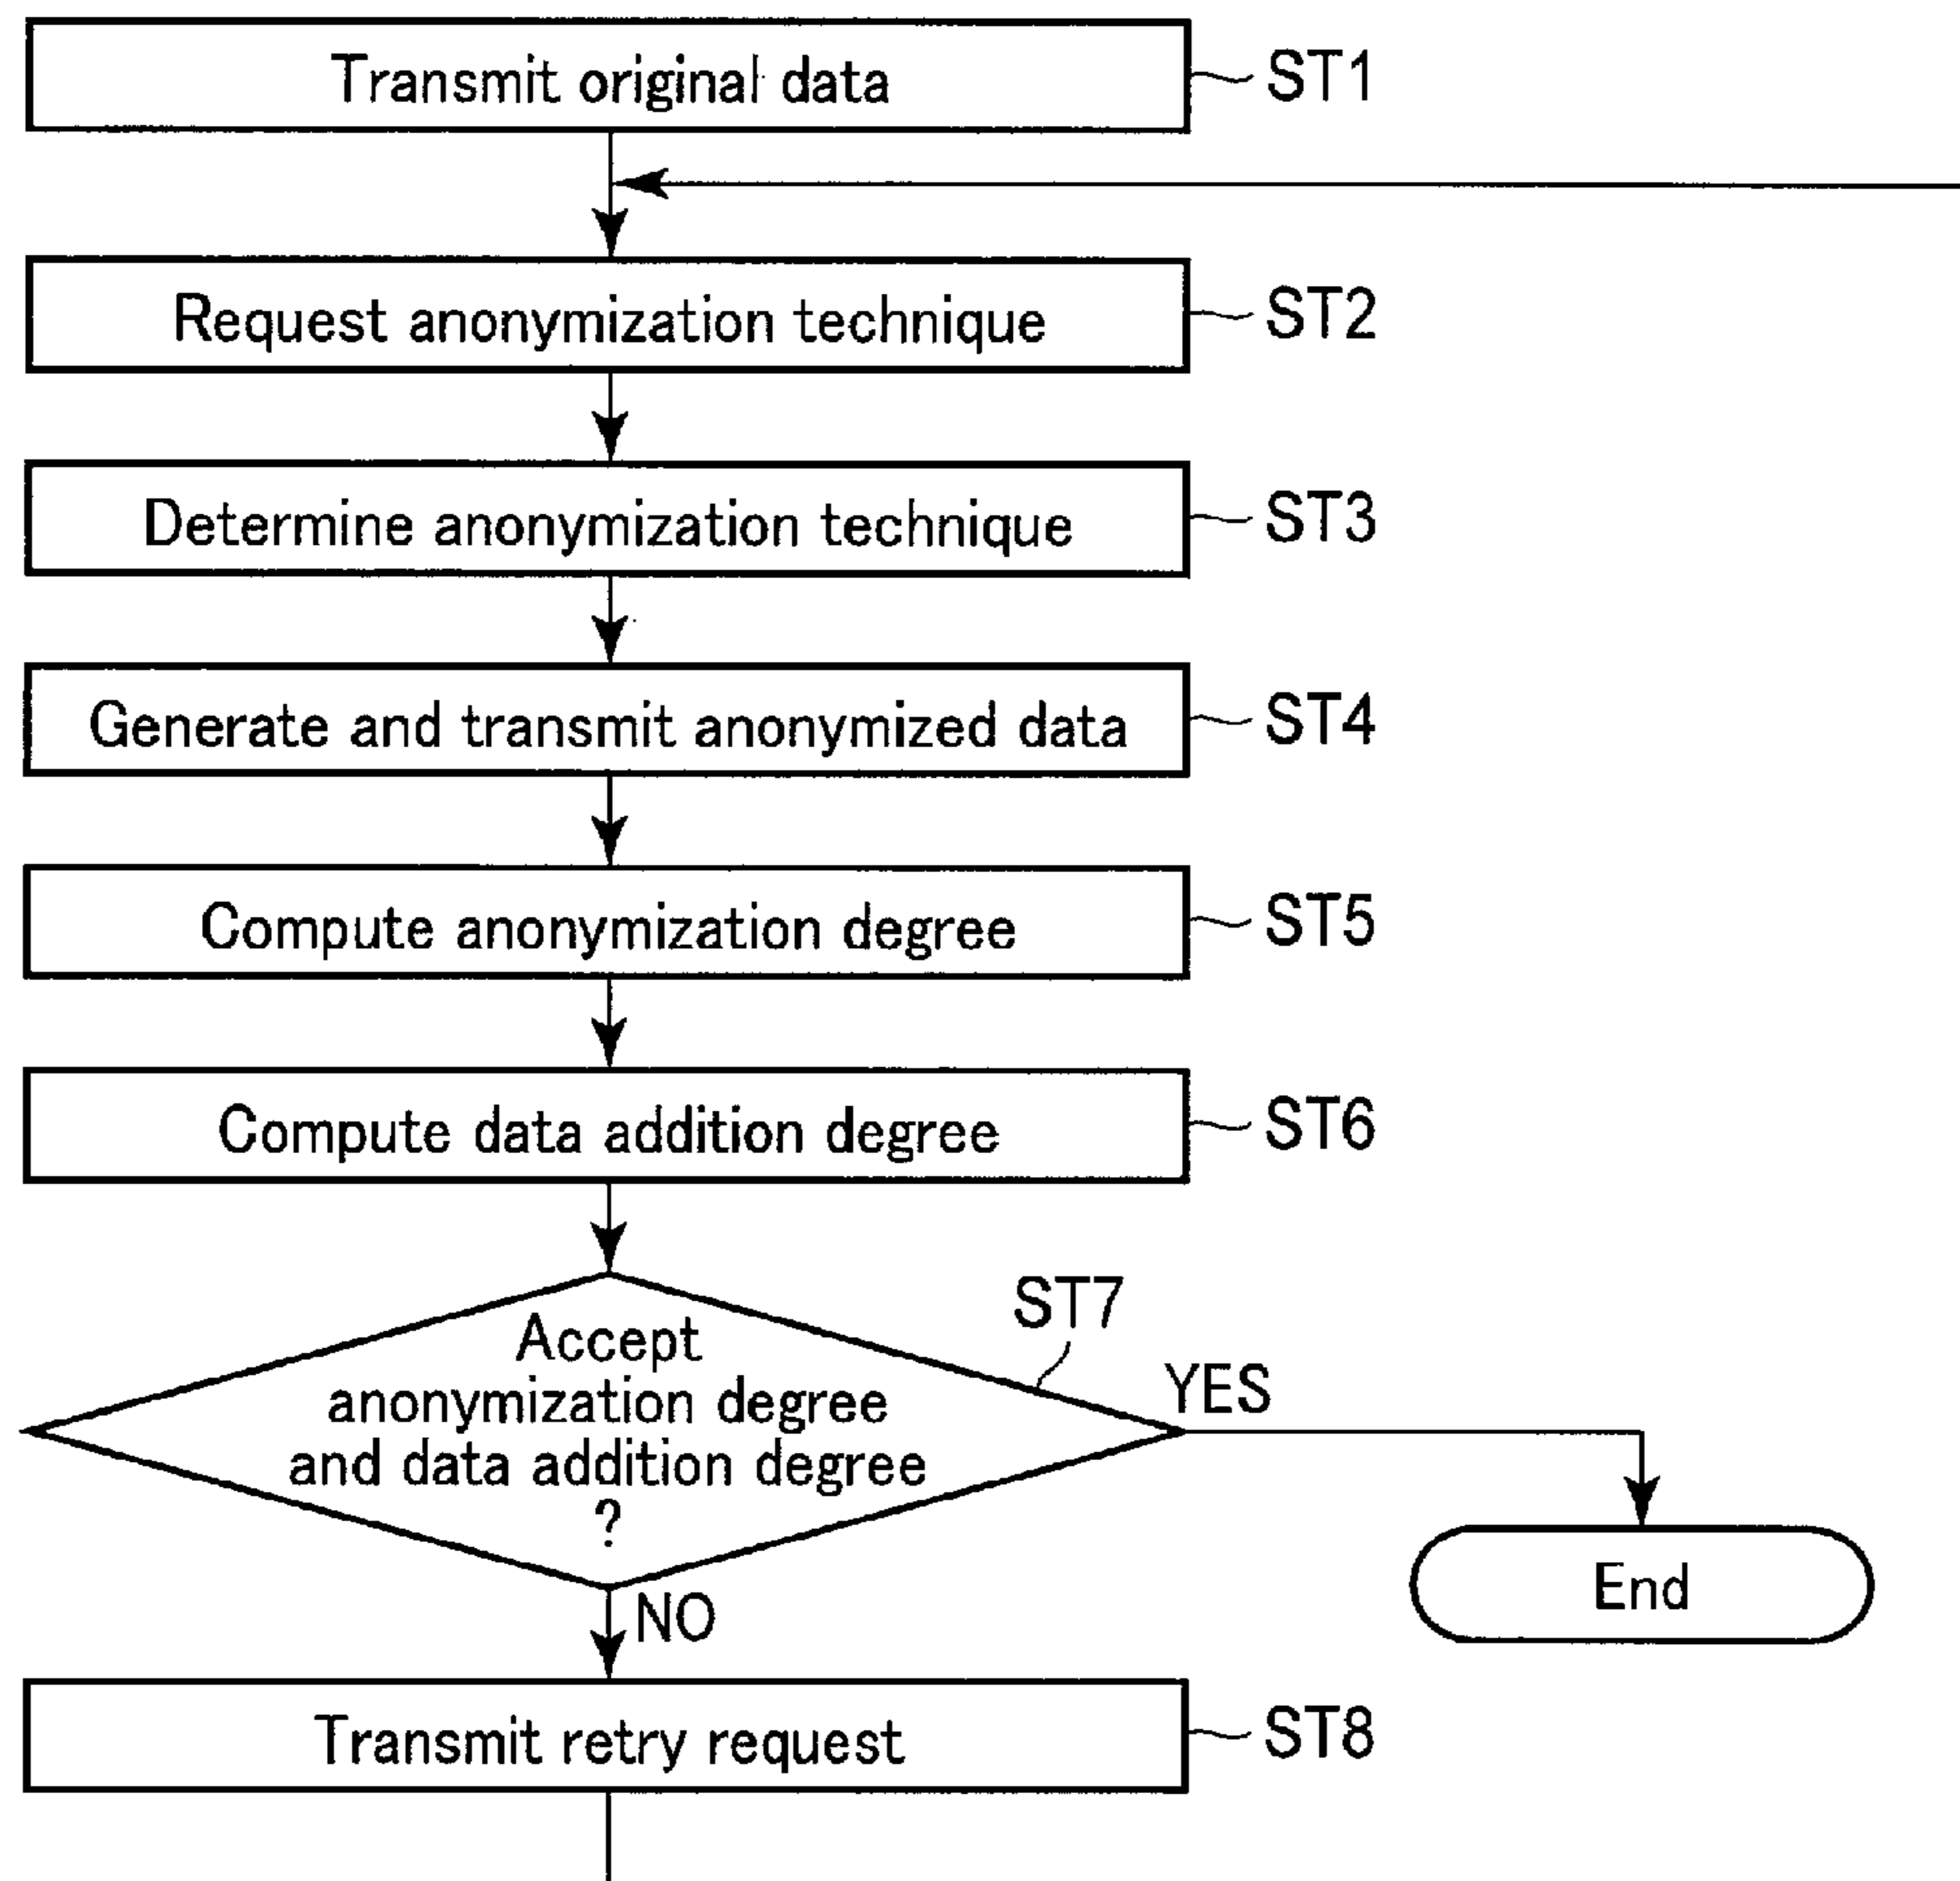 Transmit original data
ST1
Request anonymization technique
ST2
Determine anonymization technique
ST3
Generate and transmit anonymized data
ST4
Compute anonymization degree
ST5
Compute data addition degree
ST6
ST7
Accept
anonymization degree
and data addition degree
?
YES
End
NO
Transmit retry request
ST8